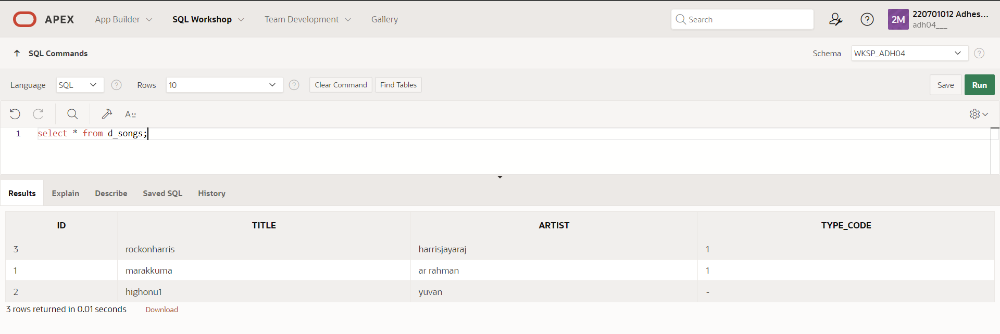 APEX App Builder SQL Workshop Team Development Gallery Search ? 2M 220701012 Adhes...
adh04___
SQL Commands Schema WKSP_ADH04 ?
Language SQL ? Rows 10 ? Clear Command Find Tables Save Run
A::
1 select * from d_songs;
Results Explain Describe Saved SQL History
ID TITLE ARTIST TYPE_CODE
3 rockonharris harrisjayaraj 1
1 marakkuma ar rahman 1
2 highonu1 yuvan -
3 rows returned in 0.01 seconds Download